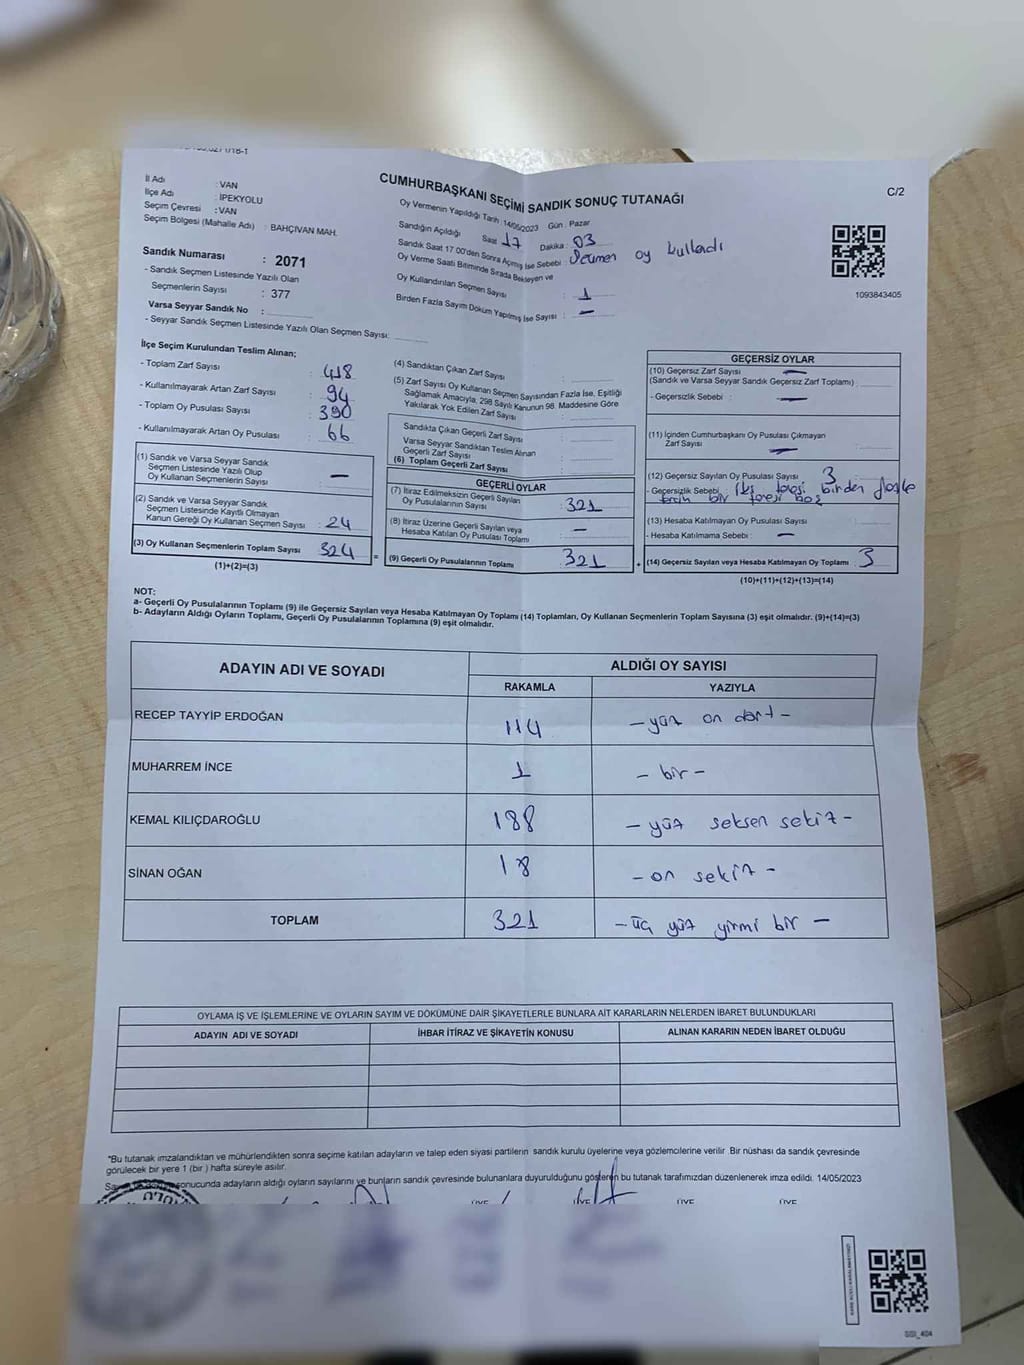 CUMHURBAŞKANI SEÇİMİ SANDIK SONUÇ TUTANAĞI
C/2
İl Adı : VAN
İlçe Adı : İPEKYOLU
Seçim Çevresi : VAN
Seçim Bölgesi (Mahalle Adı) : BAHÇIVAN MAH.
Oy Vermenin Yapıldığı Tarih : 14/05/2023 Gün : Pazar
Sandığın Açıldığı Saat : 17 Dakika : 03
Sandık Saat 17.00'den Sonra Açılmış İse Sebebi : Seçmen oy kulladı
Oy Verme Saati Bitiminde Sırada Bekleyen ve
Oy Kullandırılan Seçmen Sayısı : 1
Birden Fazla Sayım Döküm Yapılmış İse Sayısı : —
1093843405
Sandık Numarası : 2071
- Sandık Seçmen Listesinde Yazılı Olan
Seçmenlerin Sayısı : 377
Varsa Seyyar Sandık No :
- Seyyar Sandık Seçmen Listesinde Yazılı Olan Seçmen Sayısı:
İlçe Seçim Kurulundan Teslim Alınan;
- Toplam Zarf Sayısı : 418
- Kullanılmayarak Artan Zarf Sayısı : 94
- Toplam Oy Pusulası Sayısı : 390
- Kullanılmayarak Artan Oy Pusulası : 66
(1) Sandık ve Varsa Seyyar Sandık
Seçmen Listesinde Yazılı Olup
Oy Kullanan Seçmenlerin Sayısı : —
(2) Sandık ve Varsa Seyyar Sandık
Seçmen Listesinde Kayıtlı Olmayan
Kanun Gereği Oy Kullanan Seçmen Sayısı : 24
(3) Oy Kullanan Seçmenlerin Toplam Sayısı 324 =
(1)+(2)=(3)
(4) Sandıktan Çıkan Zarf Sayısı :
(5) Zarf Sayısı Oy Kullanan Seçmen Sayısından Fazla İse, Eşitliği
Sağlamak Amacıyla, 298 Sayılı Kanunun 98. Maddesine Göre
Yakılarak Yok Edilen Zarf Sayısı :
Sandıkta Çıkan Geçerli Zarf Sayısı :
Varsa Seyyar Sandıktan Teslim Alınan
Geçerli Zarf Sayısı :
(6) Toplam Geçerli Zarf Sayısı :
GEÇERLİ OYLAR
(7) İtiraz Edilmeksizin Geçerli Sayılan
Oy Pusulalarının Sayısı : 321
(8) İtiraz Üzerine Geçerli Sayılan veya
Hesaba Katılan Oy Pusulası Toplamı : —
(9) Geçerli Oy Pusulalarının Toplamı : 321 +
GEÇERSİZ OYLAR
(10) Geçersiz Zarf Sayısı : —
(Sandık ve Varsa Seyyar Sandık Geçersiz Zarf Toplamı)
- Geçersizlik Sebebi : —
(11) İçinden Cumhurbaşkanı Oy Pusulası Çıkmayan
Zarf Sayısı : —
(12) Geçersiz Sayılan Oy Pusulası Sayısı : 3
- Geçersizlik Sebebi : birden fazla
bir boş
(13) Hesaba Katılmayan Oy Pusulası Sayısı :
- Hesaba Katılmama Sebebi : —
(14) Geçersiz Sayılan veya Hesaba Katılmayan Oy Toplamı : 3
(10)+(11)+(12)+(13)=(14)
NOT:
a- Geçerli Oy Pusulalarının Toplamı (9) ile Geçersiz Sayılan veya Hesaba Katılmayan Oy Toplamı (14) Toplamları, Oy Kullanan Seçmenlerin Toplam Sayısına (3) eşit olmalıdır. (9)+(14)=(3)
b- Adayların Aldığı Oyların Toplamı, Geçerli Oy Pusulalarının Toplamına (9) eşit olmalıdır.
ADAYIN ADI VE SOYADI ALDIĞI OY SAYISI
RAKAMLA YAZIYLA
RECEP TAYYİP ERDOĞAN 114 -yüz on dört-
MUHARREM İNCE 1 -bir-
KEMAL KILIÇDAROĞLU 188 -yüz seksen sekiz-
SİNAN OĞAN 18 -on sekiz-
TOPLAM 321 -üç yüz yirmi bir-
OYLAMA İŞ VE İŞLEMLERİNE VE OYLARIN SAYIM VE DÖKÜMÜNE DAİR ŞİKAYETLERLE BUNLARA AİT KARARLARIN NELERDEN İBARET BULUNDUKLARI
ADAYIN ADI VE SOYADI İHBAR İTİRAZ VE ŞİKAYETİN KONUSU ALINAN KARARIN NEDEN İBARET OLDUĞU
*Bu tutanak imzalandıktan ve mühürlendikten sonra seçime katılan adayların ve talep eden siyasi partilerin sandık kurulu üyelerine veya gözlemcilerine verilir. Bir nüshası da sandık çevresinde
görülecek bir yere 1 (bir) hafta süreyle asılır.
sonucunda adayların aldığı oyların sayılarını ve bunların sandık çevresinde bulunanlara duyurulduğunu gösteren bu tutanak tarafımızdan düzenlenerek imza edildi. 14/05/2023
ÜYE ÜYE ÜYE ÜYE